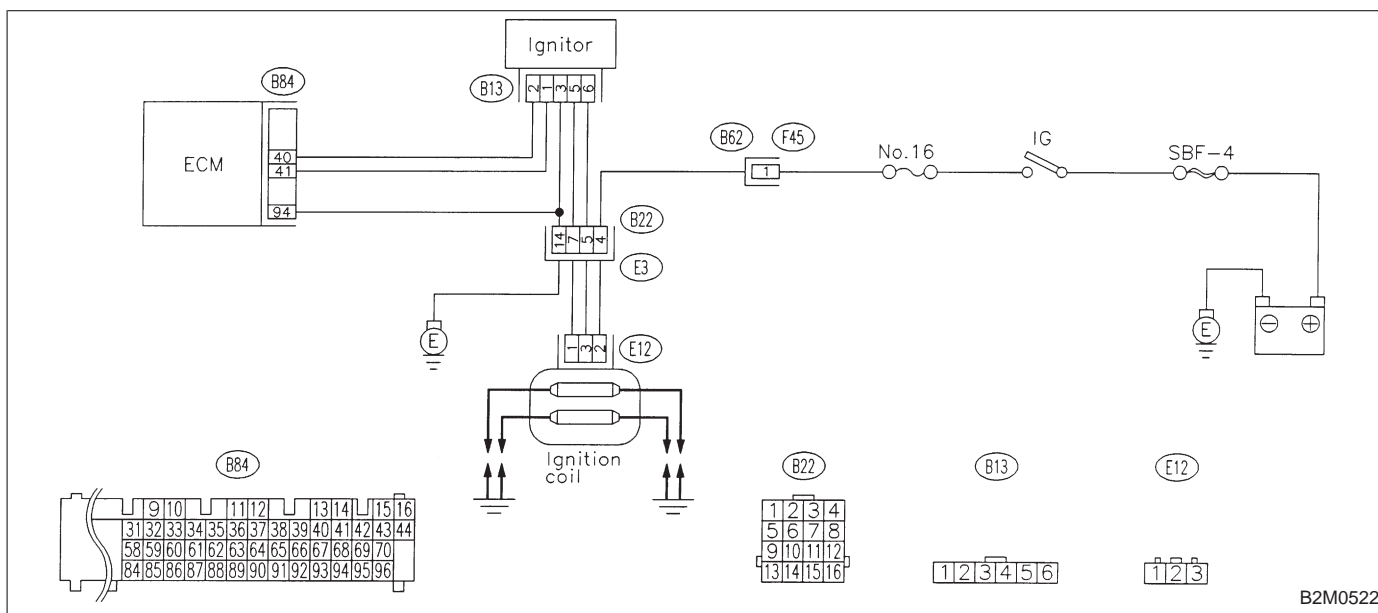 Ignitor
B84
B13
2 1 3 5 6
B62 F45
IG
No.16
SBF-4
ECM
40
41
1
94
B22
14 7 5 4
E3
E
E
⊖ ⊕
1 3 2
E12
Ignition
coil
B84
B22
B13
E12
9 10 11 12 13 14 15 16
31 32 33 34 35 36 37 38 39 40 41 42 43 44
58 59 60 61 62 63 64 65 66 67 68 69 70
84 85 86 87 88 89 90 91 92 93 94 95 96
1 2 3 4
5 6 7 8
9 10 11 12
13 14 15 16
1 2 3 4 5 6
1 2 3
B2M0522